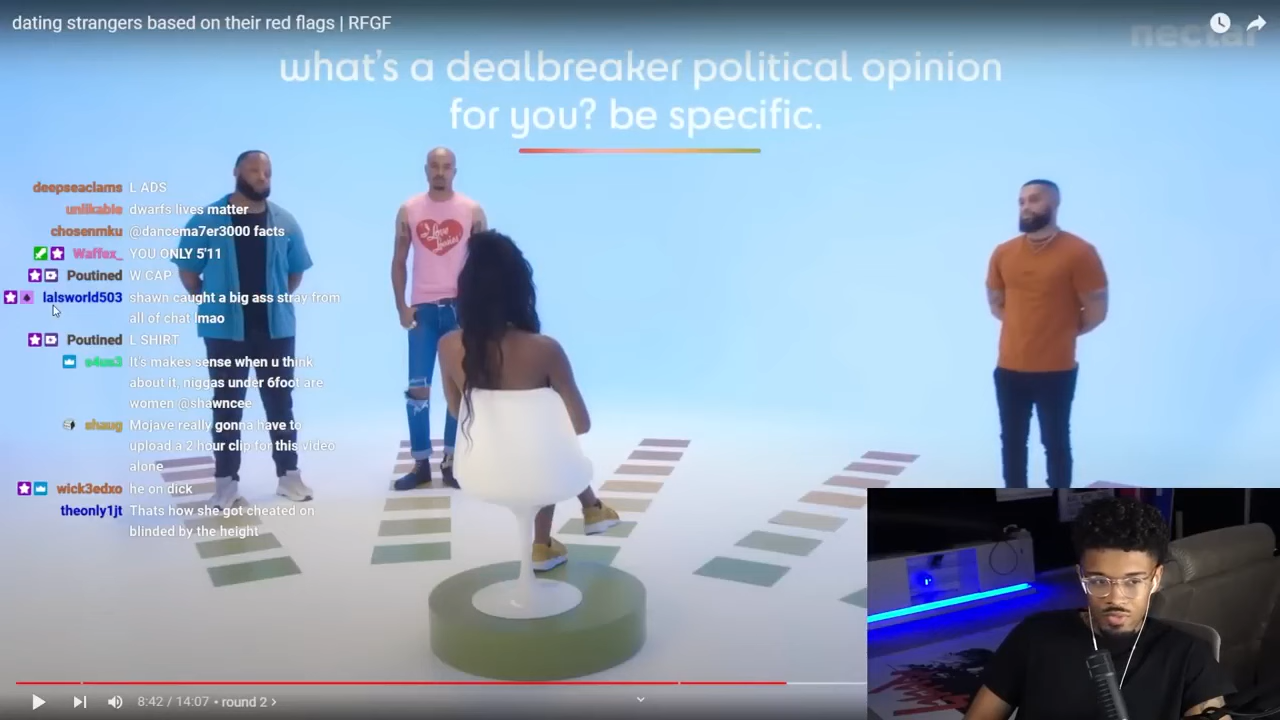 dating strangers based on their red flags | RFGF
nectar
what's a dealbreaker political opinion
for you? be specific.
deepseaclams L ADS
unlikable dwarfs lives matter
chosenmku @dancema7er3000 facts
Waffex_ YOU ONLY 5'11
Poutined W CAP
lalsworld503 shawn caught a big ass stray from
all of chat lmao
Poutined L SHIRT
It's makes sense when u think
about it, niggas under 6foot are
women @shawncee
shaug Mojave really gonna have to
upload a 2 hour clip for this video
alone
wick3dxo he on dick
theonly1jt Thats how she got cheated on
blinded by the height
I Love
8:42 / 14:07 • round 2 >